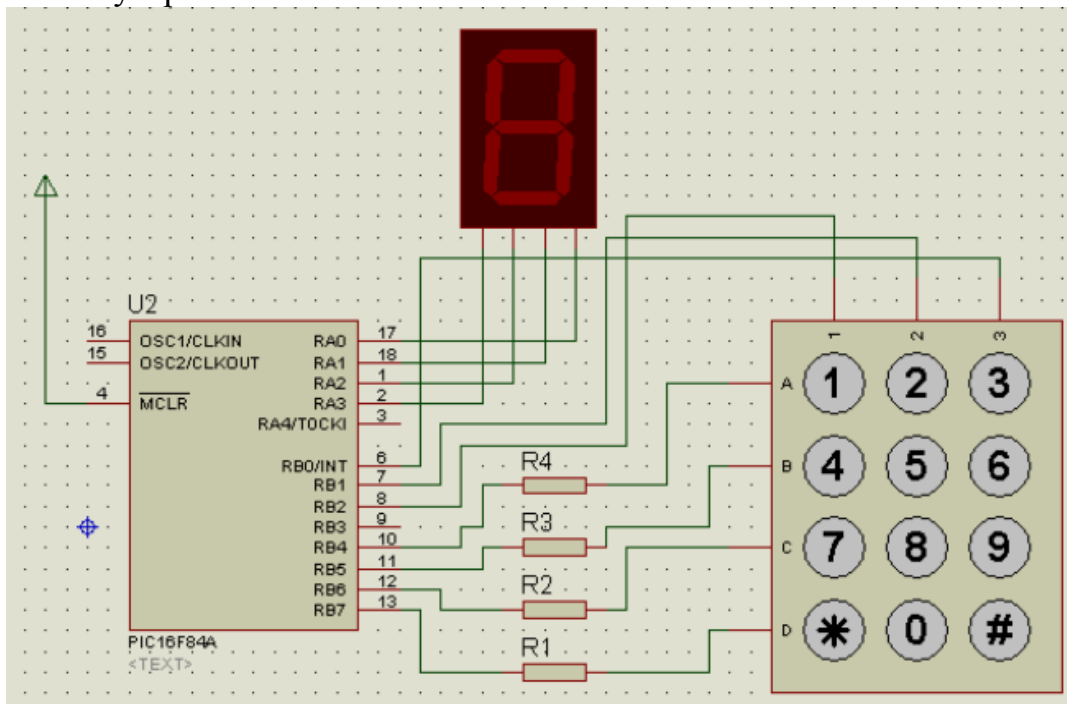 U2
16 OSC1/CLKIN RA0 17
15 OSC2/CLKOUT RA1 18
RA2 1
4 MCLR RA3 2
RA4/T0CKI 3
RB0/INT 6
RB1 7
RB2 8
RB3 9
RB4 10
RB5 11
RB6 12
RB7 13
PIC16F84A
<TEXT>
R4
R3
R2
R1
1 2 3
A 1 2 3
B 4 5 6
C 7 8 9
D * 0 #